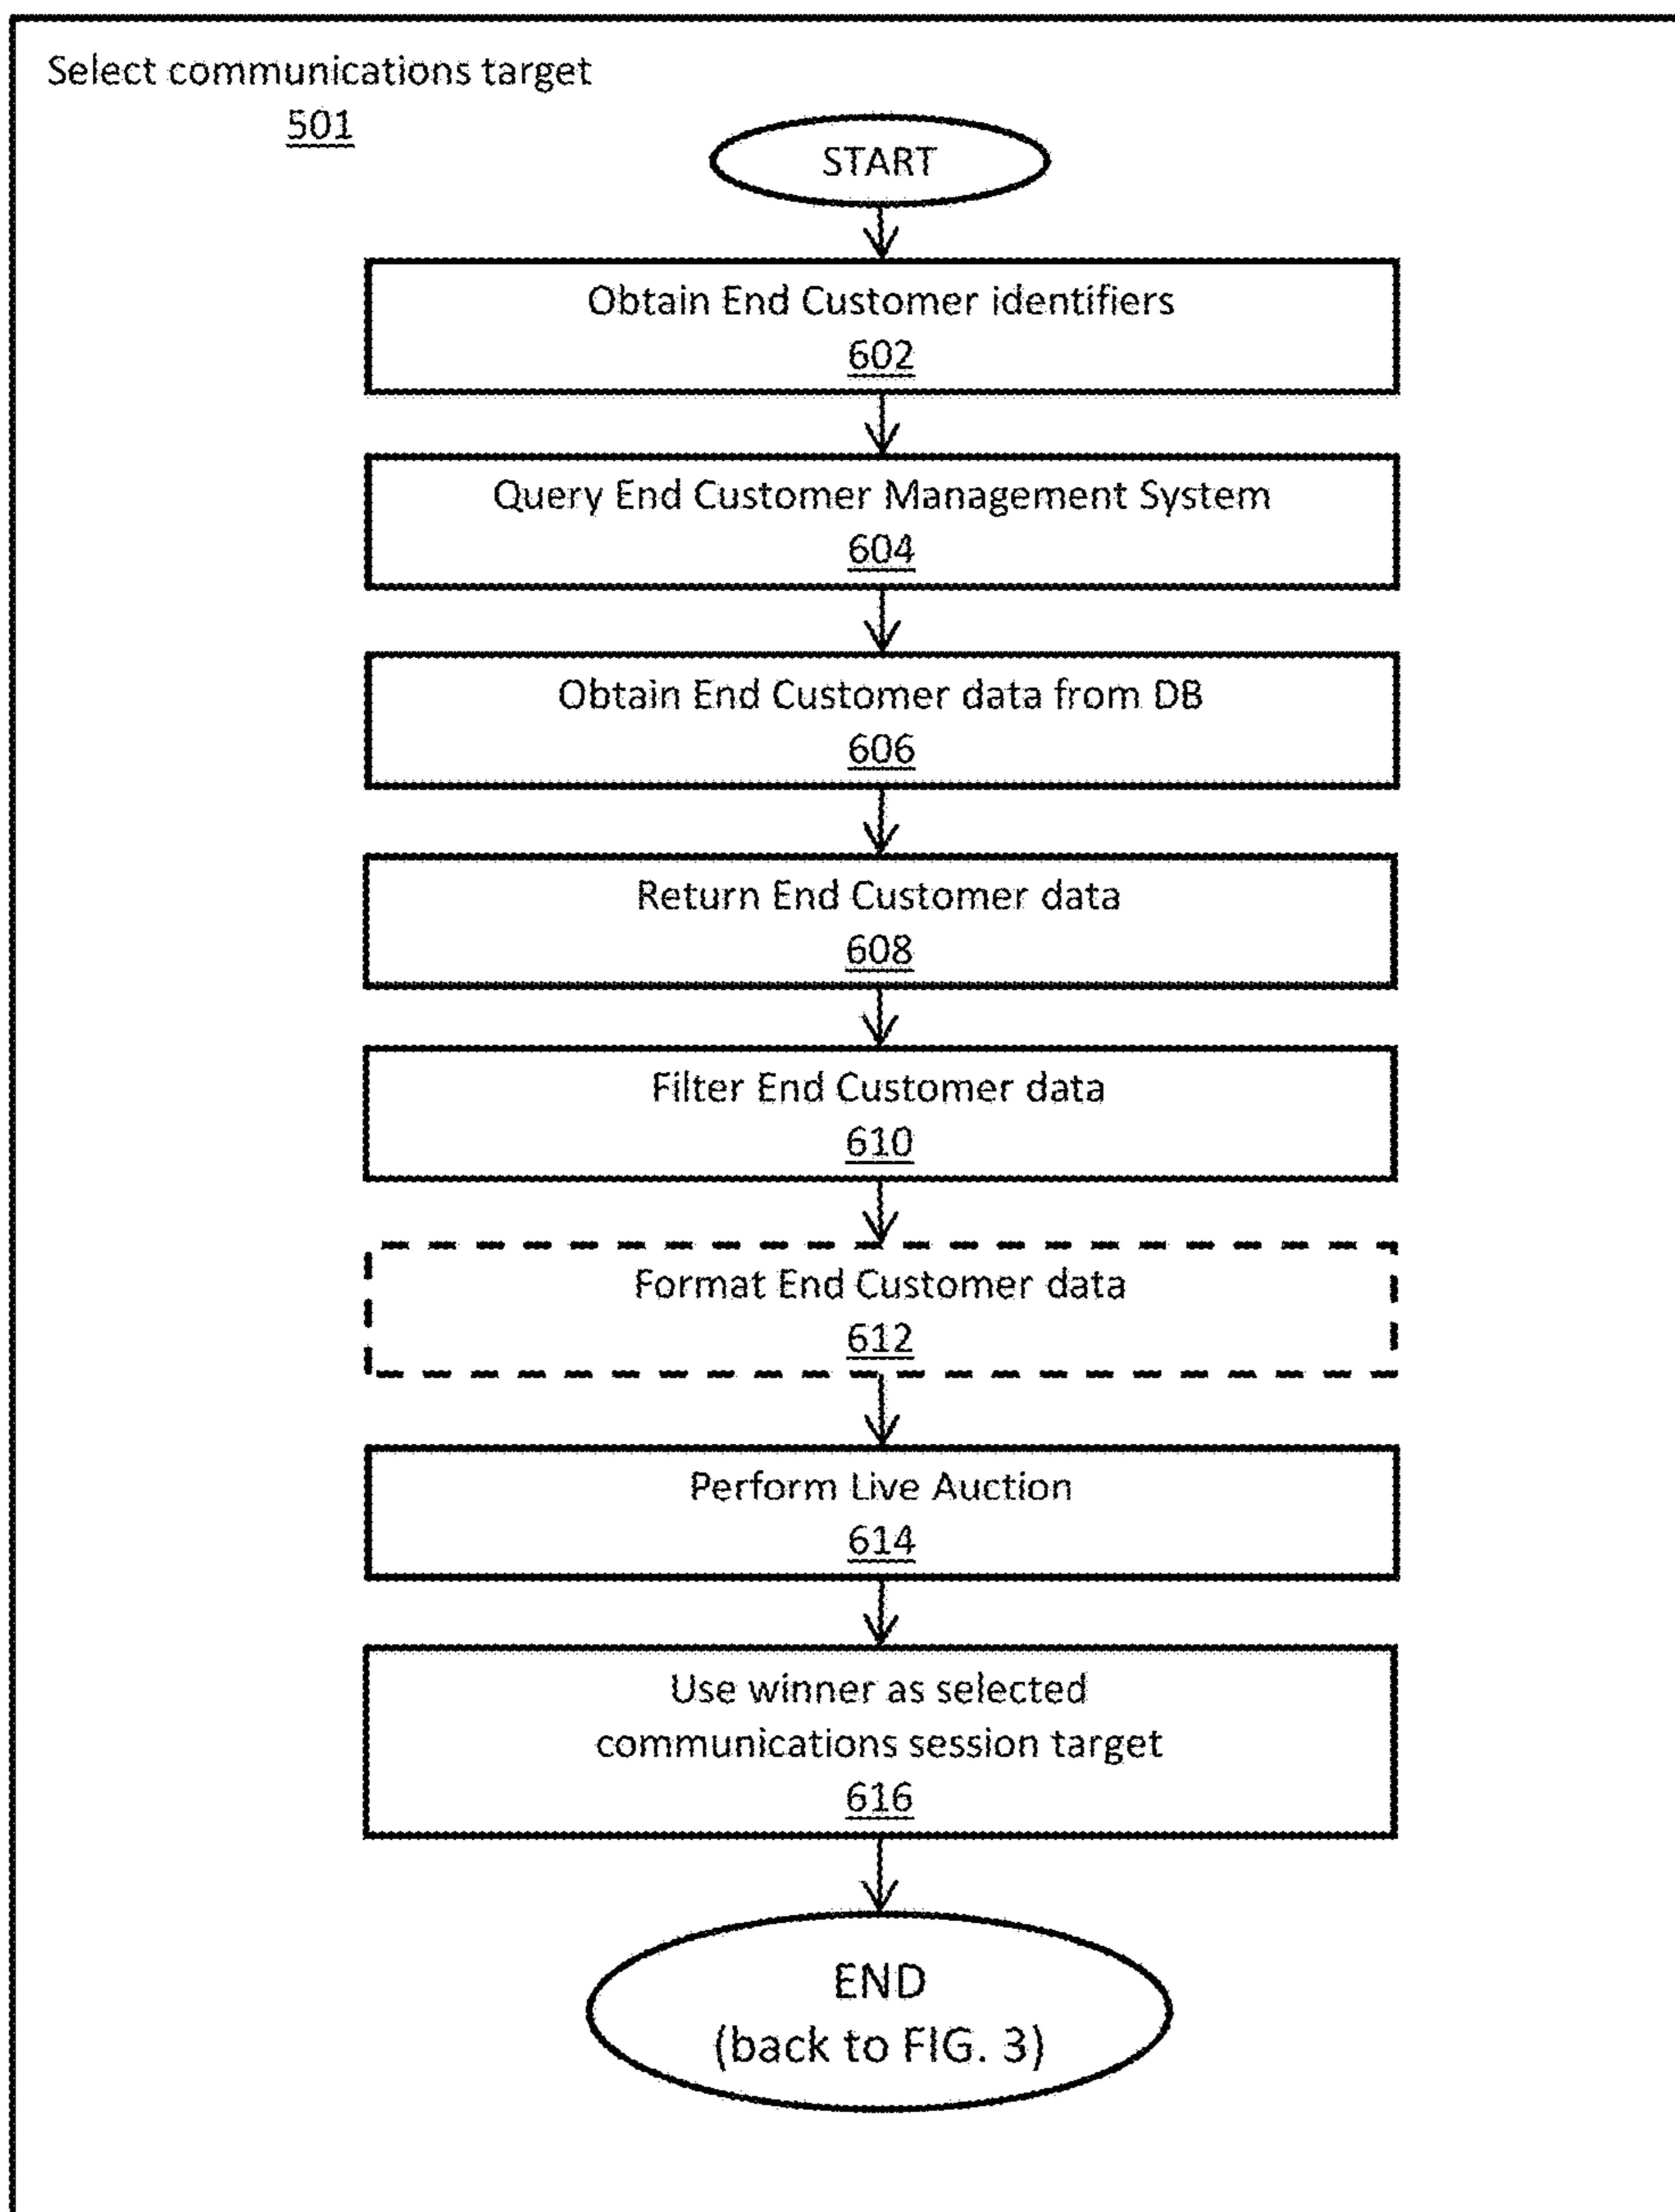 Select communications target
501
START
Obtain End Customer identifiers
602
Query End Customer Management System
604
Obtain End Customer data from DB
606
Return End Customer data
608
Filter End Customer data
610
Format End Customer data
612
Perform Live Auction
614
Use winner as selected
communications session target
616
END
(back to FIG. 3)